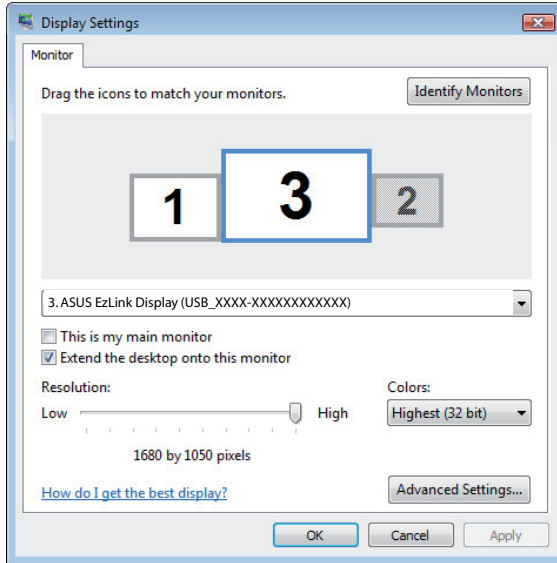 Display Settings
Monitor
Drag the icons to match your monitors.
Identify Monitors
1 3 2
3. ASUS EzLink Display (USB_XXXX-XXXXXXXXXXXX)
This is my main monitor
Extend the desktop onto this monitor
Resolution:
Colors:
Low
High
Highest (32 bit)
1680 by 1050 pixels
How do I get the best display?
Advanced Settings...
OK
Cancel
Apply